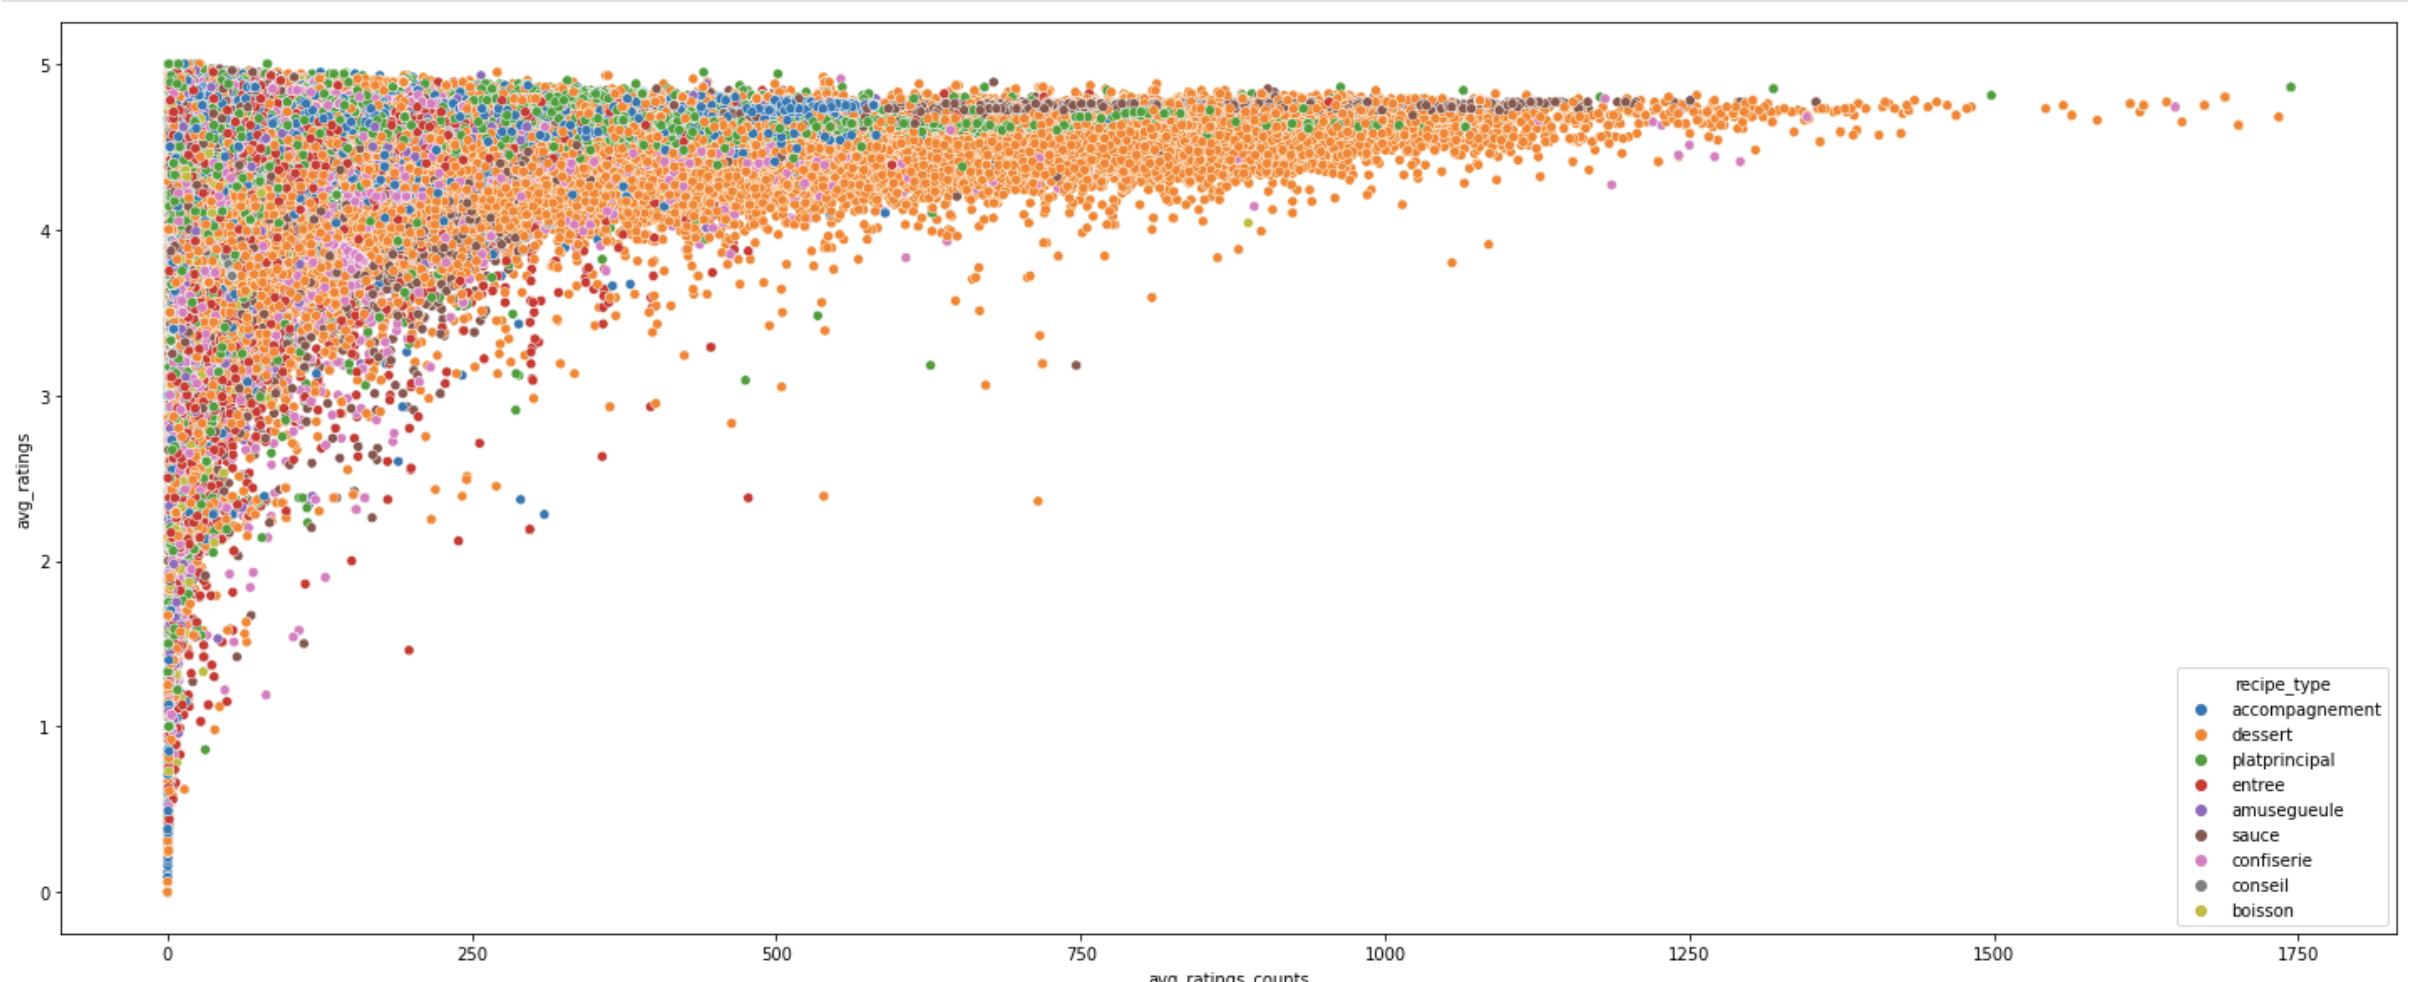 5
4
3
2
1
0
avg_ratings
0 250 500 750 1000 1250 1500 1750
avg_ratings_counts
recipe_type
accompagnement
dessert
platprincipal
entree
amusegueule
sauce
confiserie
conseil
boisson